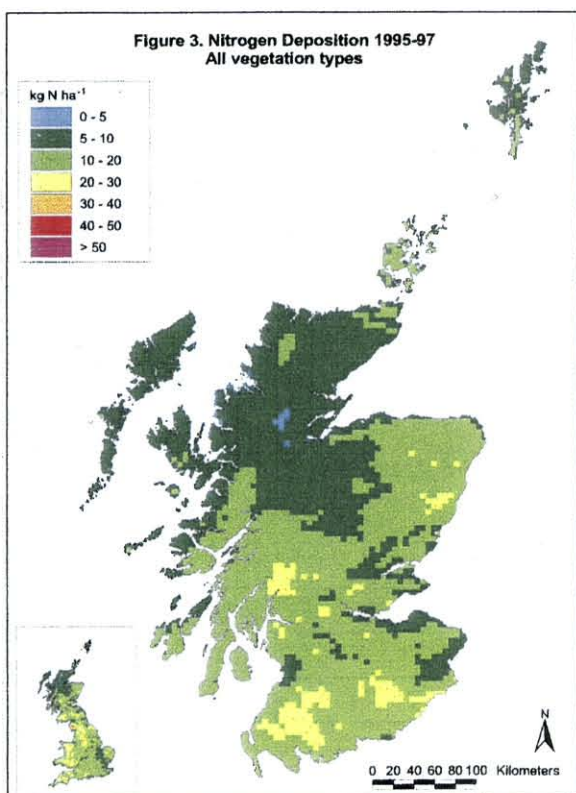 Figure 3. Nitrogen Deposition 1995-97
All vegetation types
kg N ha⁻¹
0 - 5
5 - 10
10 - 20
20 - 30
30 - 40
40 - 50
> 50
N
0 20 40 60 80 100 Kilometers